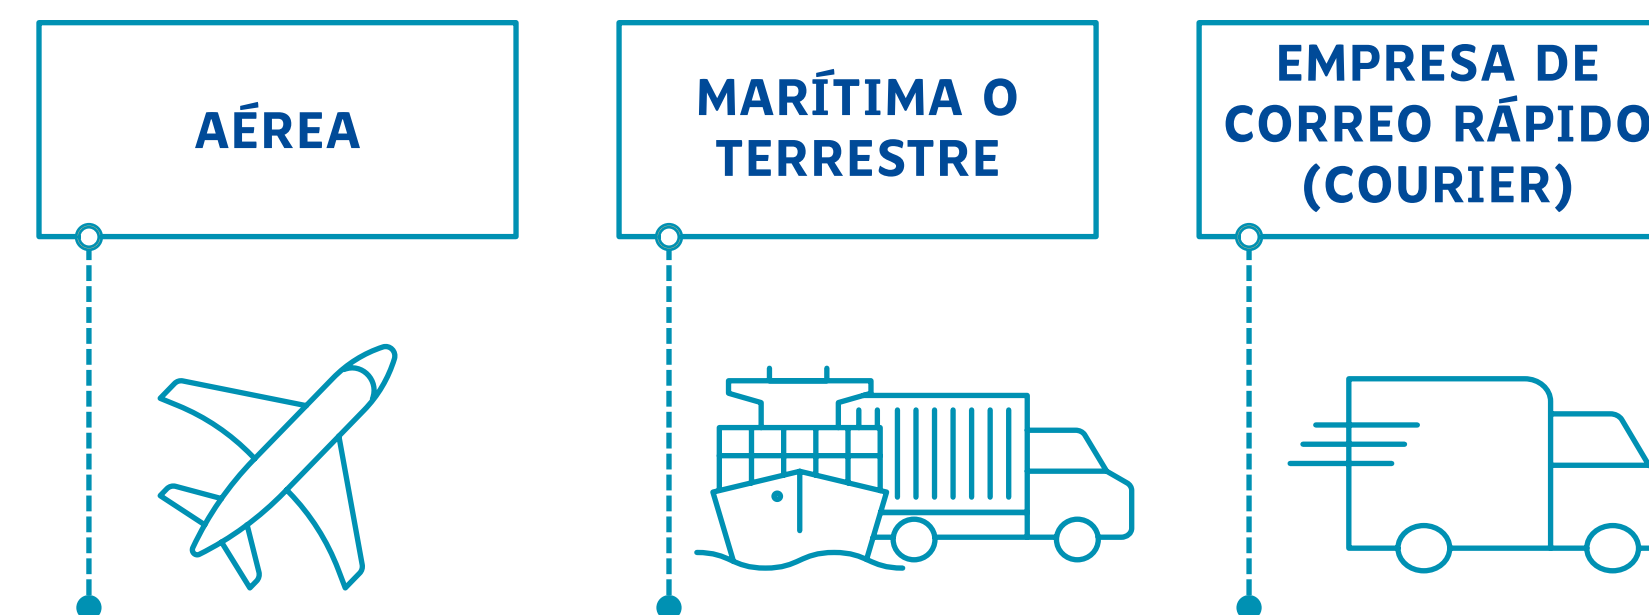 AÉREA
MARÍTIMA O
TERRESTRE
EMPRESA DE
CORREO RÁPIDO
(COURIER)